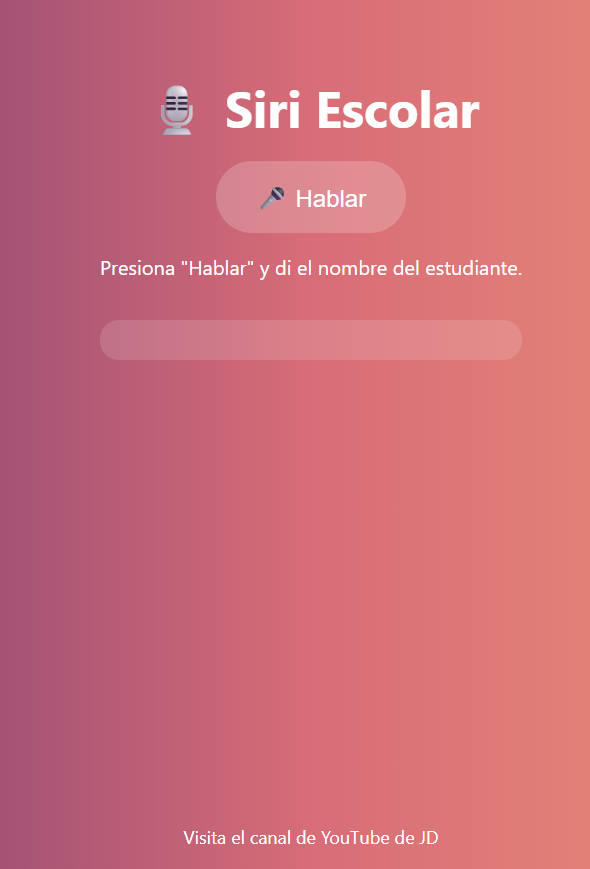 Siri Escolar
Hablar
Presiona "Hablar" y di el nombre del estudiante.
Visita el canal de YouTube de JD